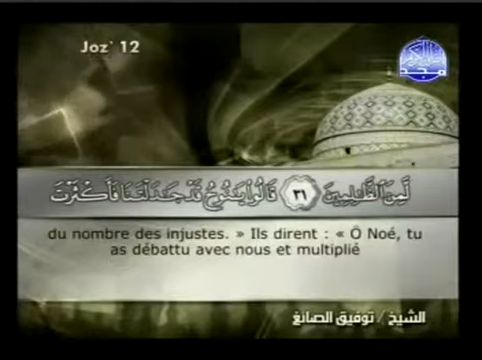 Joz' 12
لَّمِنَ ٱلظَّٰلِمِينَ ٣١ قَالُوا۟ يَٰنُوحُ قَدْ جَٰدَلْتَنَا فَأَكْثَرْتَ
du nombre des injustes. » Ils dirent : « Ô Noé, tu
as débattu avec nous et multiplié
الشيخ / توفيق الصائغ